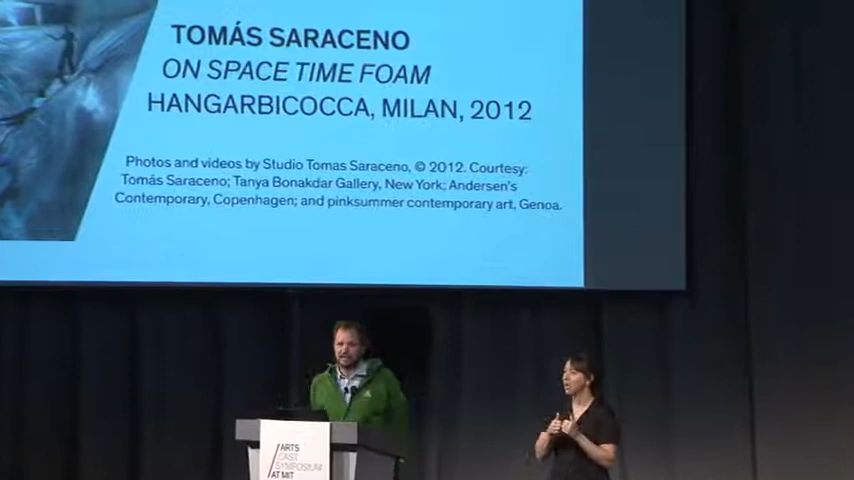 TOMÁS SARACENO
ON SPACE TIME FOAM
HANGARBICOCCA, MILAN, 2012
Photos and videos by Studio Tomas Saraceno, © 2012. Courtesy:
Tomás Saraceno; Tanya Bonakdar Gallery, New York; Andersen's
Contemporary, Copenhagen; and pinksummer contemporary art, Genoa.
/ARTS
CAST
SYMPOSIUM
/AT MIT